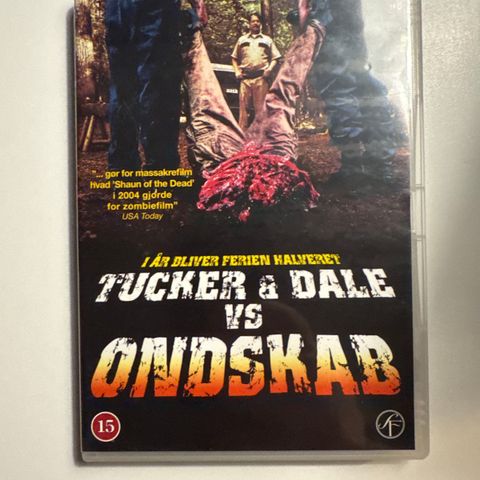 "... gør for massakrefilm
hvad 'Shaun of the Dead'
i 2004 gjorde
for zombiefilm"
USA Today
I ÅR BLIVER FERIEN HALVERET
TUCKER & DALE
VS
ONDSKAB
15
SF